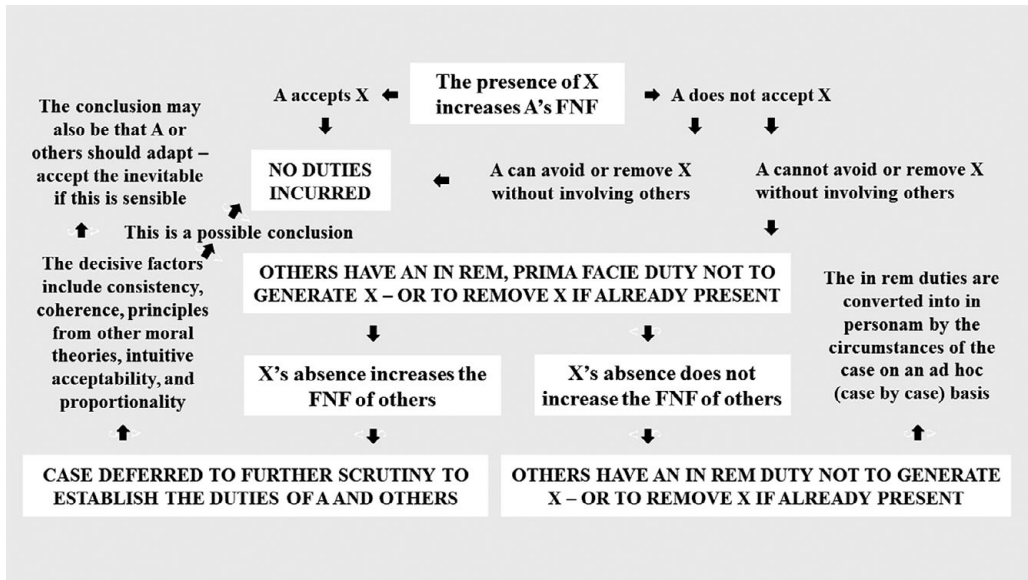 The presence of X
increases A's FNF
A accepts X
A does not accept X
The conclusion may
also be that A or
others should adapt –
accept the inevitable
if this is sensible
NO DUTIES
INCURRED
A can avoid or remove X
without involving others
A cannot avoid or remove X
without involving others
This is a possible conclusion
OTHERS HAVE AN IN REM, PRIMA FACIE DUTY NOT TO
GENERATE X – OR TO REMOVE X IF ALREADY PRESENT
The decisive factors
include consistency,
coherence, principles
from other moral
theories, intuitive
acceptability, and
proportionality
The in rem duties are
converted into in
personam by the
circumstances of the
case on an ad hoc
(case by case) basis
X's absence increases the
FNF of others
X's absence does not
increase the FNF of others
CASE DEFERRED TO FURTHER SCRUTINY TO
ESTABLISH THE DUTIES OF A AND OTHERS
OTHERS HAVE AN IN REM DUTY NOT TO GENERATE
X – OR TO REMOVE X IF ALREADY PRESENT